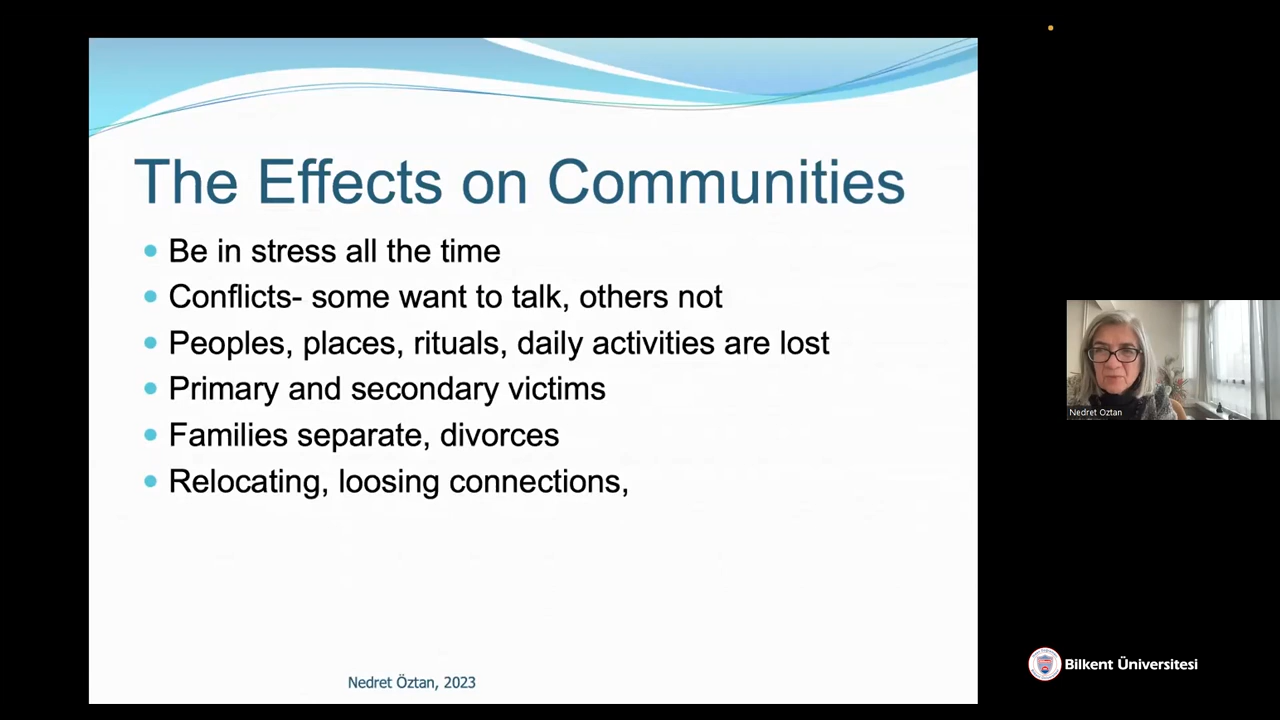 The Effects on Communities
Be in stress all the time
Conflicts- some want to talk, others not
Peoples, places, rituals, daily activities are lost
Primary and secondary victims
Families separate, divorces
Relocating, loosing connections,
Nedret Öztan, 2023
Nedret Oztan
Bilkent Üniversitesi